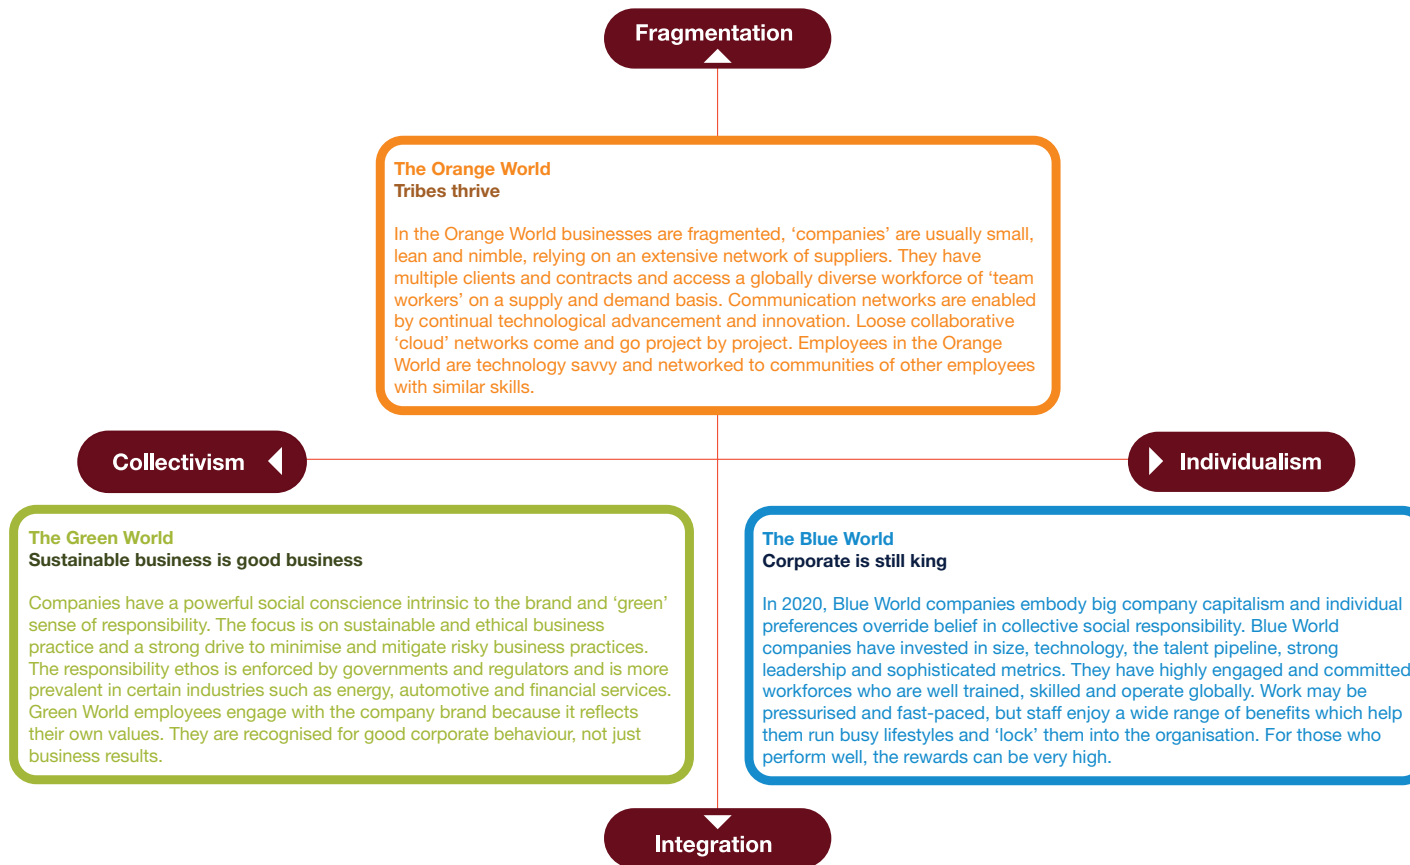 Fragmentation
The Orange World
Tribes thrive
In the Orange World businesses are fragmented, ‘companies’ are usually small,
lean and nimble, relying on an extensive network of suppliers. They have
multiple clients and contracts and access a globally diverse workforce of ‘team
workers’ on a supply and demand basis. Communication networks are enabled
by continual technological advancement and innovation. Loose collaborative
‘cloud’ networks come and go project by project. Employees in the Orange
World are technology savvy and networked to communities of other employees
with similar skills.
Collectivism
Individualism
The Green World
Sustainable business is good business
Companies have a powerful social conscience intrinsic to the brand and ‘green’
sense of responsibility. The focus is on sustainable and ethical business
practice and a strong drive to minimise and mitigate risky business practices.
The responsibility ethos is enforced by governments and regulators and is more
prevalent in certain industries such as energy, automotive and financial services.
Green World employees engage with the company brand because it reflects
their own values. They are recognised for good corporate behaviour, not just
business results.
The Blue World
Corporate is still king
In 2020, Blue World companies embody big company capitalism and individual
preferences override belief in collective social responsibility. Blue World
companies have invested in size, technology, the talent pipeline, strong
leadership and sophisticated metrics. They have highly engaged and committed
workforces who are well trained, skilled and operate globally. Work may be
pressurised and fast-paced, but staff enjoy a wide range of benefits which help
them run busy lifestyles and ‘lock’ them into the organisation. For those who
perform well, the rewards can be very high.
Integration